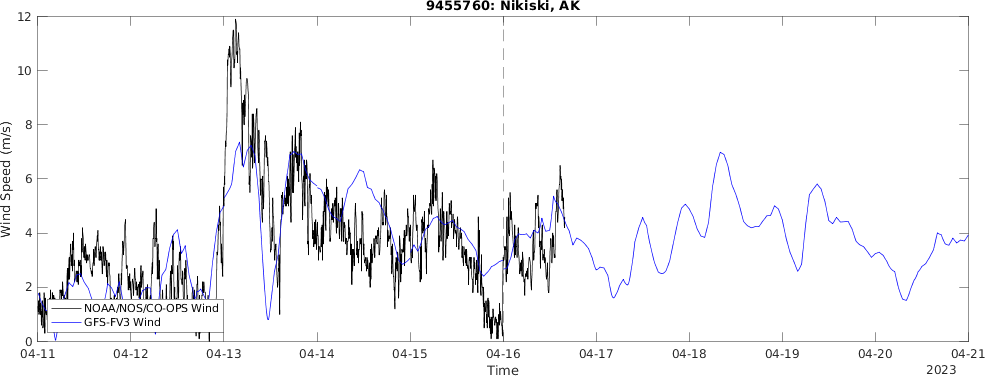 9455760: Nikiski, AK
Wind Speed (m/s)
12
10
8
6
4
2
0
NOAA/NOS/CO-OPS Wind
GFS-FV3 Wind
04-11 04-12 04-13 04-14 04-15 04-16 04-17 04-18 04-19 04-20 04-21
Time
2023